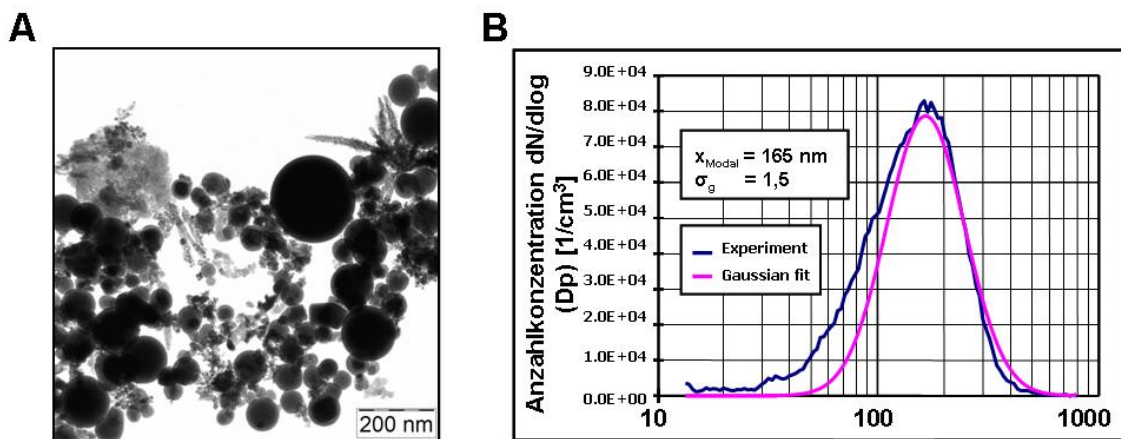 A
200 nm
B
Anzahlkonzentration dN/dlog
(Dp) [1/cm³]
9.0E+04
8.0E+04
7.0E+04
6.0E+04
5.0E+04
4.0E+04
3.0E+04
2.0E+04
1.0E+04
0.0E+00
xModal = 165 nm
σg = 1,5
Experiment
Gaussian fit
10
100
1000